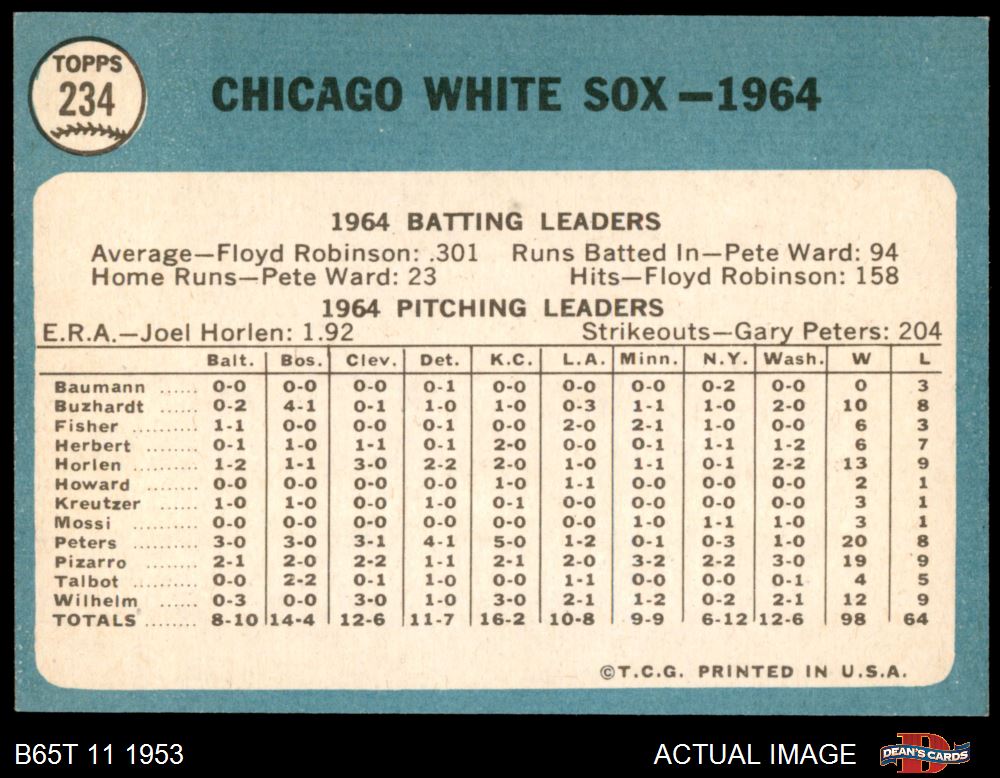 TOPPS
234
CHICAGO WHITE SOX—1964
1964 BATTING LEADERS
Average—Floyd Robinson: .301 Runs Batted In—Pete Ward: 94
Home Runs—Pete Ward: 23 Hits—Floyd Robinson: 158
1964 PITCHING LEADERS
E.R.A.—Joel Horlen: 1.92 Strikeouts—Gary Peters: 204
Balt. Bos. Clev. Det. K.C. L.A. Minn. N.Y. Wash. W L
Baumann ...... 0-0 0-0 0-0 0-1 0-0 0-0 0-0 0-2 0-0 0 3
Buzhardt ...... 0-2 4-1 0-1 1-0 1-0 0-3 1-1 1-0 2-0 10 8
Fisher .......... 1-1 0-0 0-0 0-1 0-0 2-0 2-1 1-0 0-0 6 3
Herbert ........ 0-1 1-0 1-1 0-1 2-0 0-0 0-1 1-1 1-2 6 7
Horlen .......... 1-2 1-1 3-0 2-2 2-0 1-0 1-1 0-1 2-2 13 9
Howard ........ 0-0 0-0 0-0 0-0 1-0 1-1 0-0 0-0 0-0 2 1
Kreutzer ...... 1-0 1-0 0-0 1-0 0-1 0-0 0-0 0-0 0-0 3 1
Mossi .......... 0-0 0-0 0-0 0-0 0-0 0-0 1-0 1-1 1-0 3 1
Peters .......... 3-0 3-0 3-1 4-1 5-0 1-2 0-1 0-3 1-0 20 8
Pizarro ........ 2-1 2-0 2-2 1-1 2-1 2-0 3-2 2-2 3-0 19 9
Talbot .......... 0-0 2-2 0-1 1-0 0-0 1-1 0-0 0-0 0-1 4 5
Wilhelm ...... 0-3 0-0 3-0 1-0 3-0 2-1 1-2 0-2 2-1 12 9
TOTALS ........ 8-10 14-4 12-6 11-7 16-2 10-8 9-9 6-12 12-6 98 64
©T.C.G. PRINTED IN U.S.A.
B65T 11 1953 ACTUAL IMAGE DEAN'S CARDS